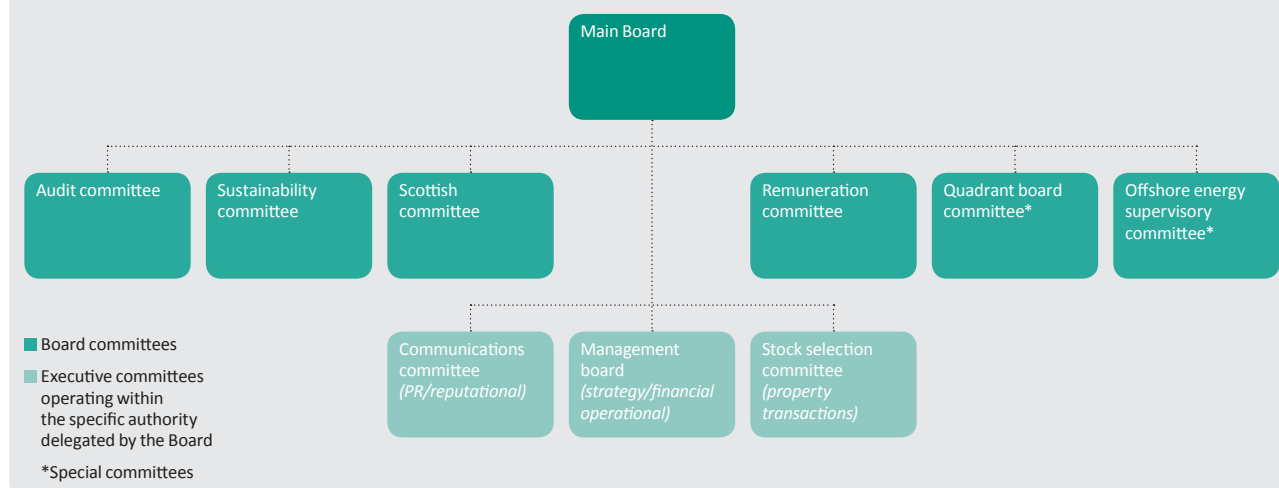 Main Board
Audit committee
Sustainability
committee
Scottish
committee
Remuneration
committee
Quadrant board
committee*
Offshore energy
supervisory
committee*
Communications
committee
(PR/reputational)
Management
board
(strategy/financial
operational)
Stock selection
committee
(property
transactions)
Board committees
Executive committees
operating within
the specific authority
delegated by the Board
*Special committees